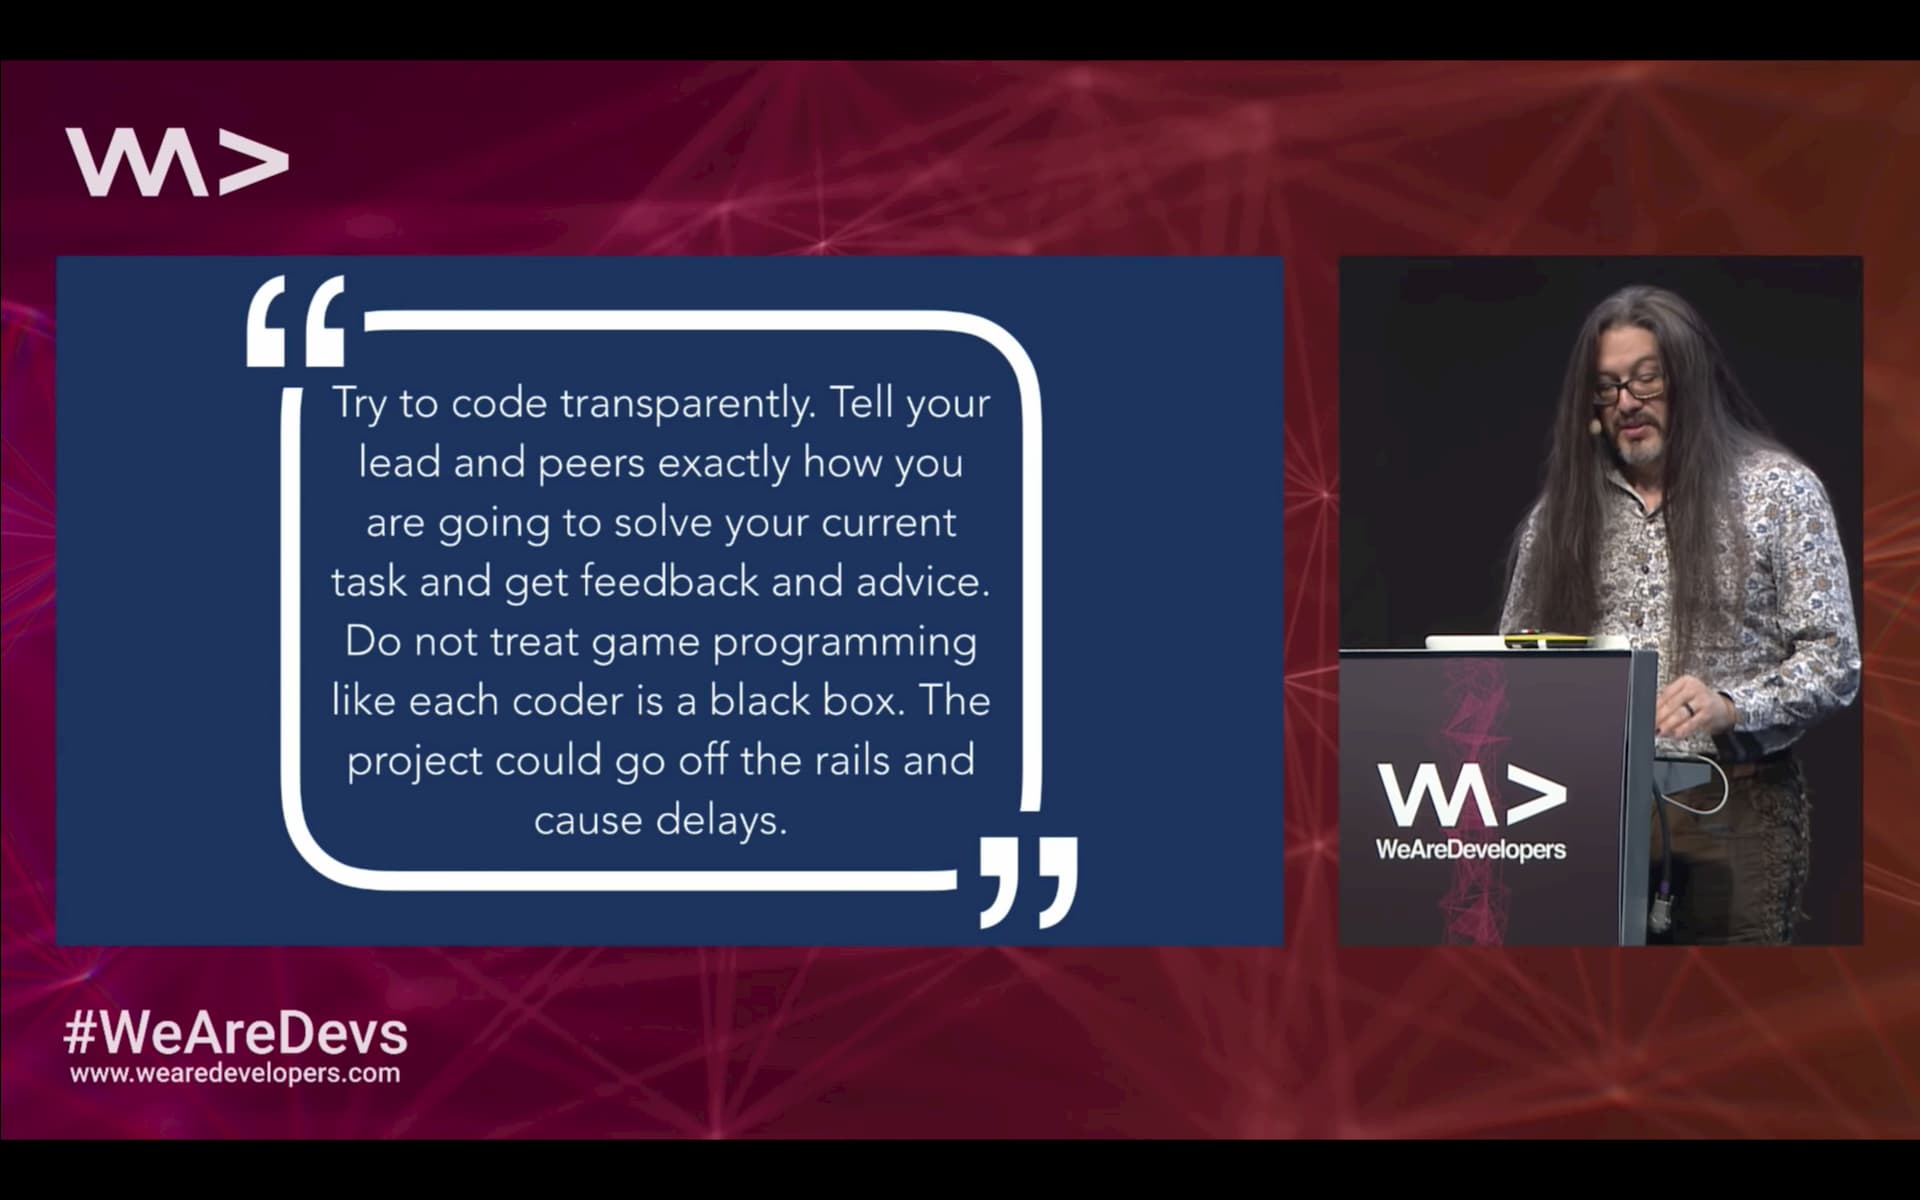 WA>
“
Try to code transparently. Tell your
lead and peers exactly how you
are going to solve your current
task and get feedback and advice.
Do not treat game programming
like each coder is a black box. The
project could go off the rails and
cause delays.
”
WA>
WeAreDevelopers
#WeAreDevs
www.wearedevelopers.com